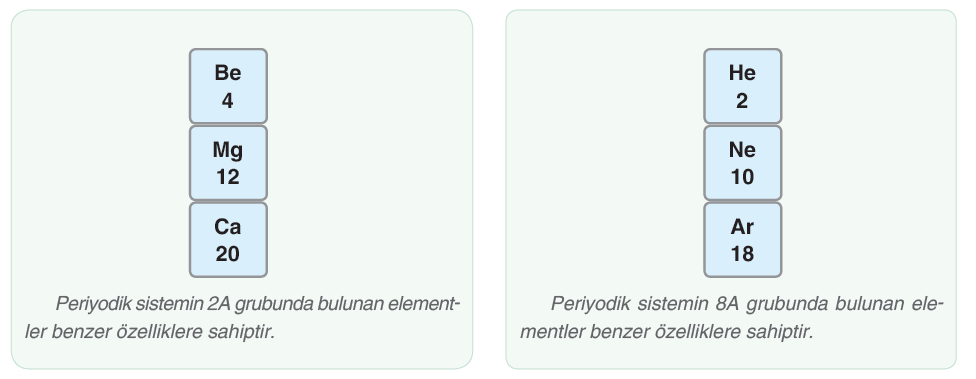 Be
4
Mg
12
Ca
20
Periyodik sistemin 2A grubunda bulunan element-
ler benzer özelliklere sahiptir.
He
2
Ne
10
Ar
18
Periyodik sistemin 8A grubunda bulunan ele-
mentler benzer özelliklere sahiptir.